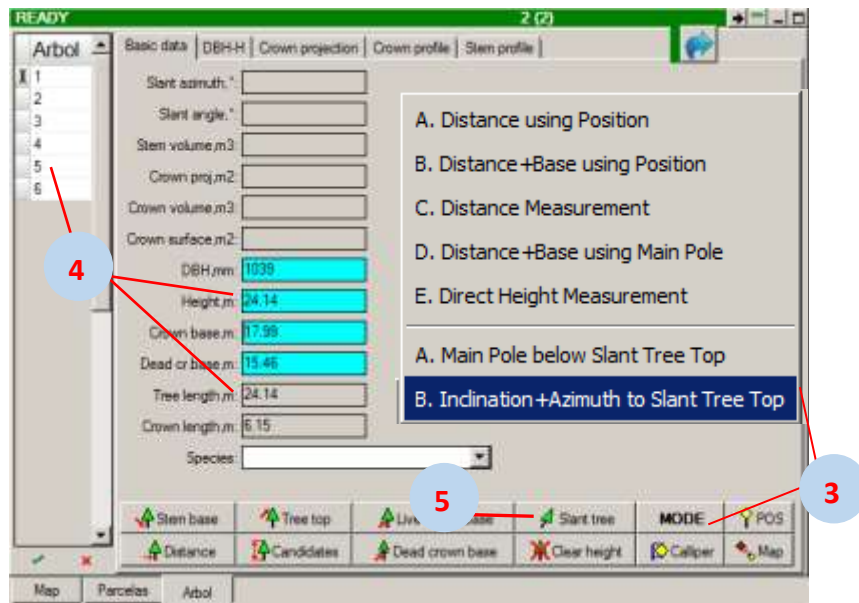 READY 2 (2)
Arbol
1
2
3
4
5
6
Basic data DBH-H Crown projection Crown profile Stem profile
Slant azimuth,°:
Slant angle,°:
Stem volume,m3:
Crown proj,m2:
Crown volume,m3:
Crown surface,m2:
DBH,mm: 1039
Height,m: 24.14
Crown base,m: 17.99
Dead cr base,m: 15.46
Tree length,m: 24.14
Crown length,m: 6.15
Species:
A. Distance using Position
B. Distance+Base using Position
C. Distance Measurement
D. Distance+Base using Main Pole
E. Direct Height Measurement
A. Main Pole below Slant Tree Top
B. Inclination+Azimuth to Slant Tree Top
4
5
3
Stem base Tree top Slant tree MODE POS
Distance Candidates Dead crown base Clear height Calliper Map
Map Parcelas Arbol